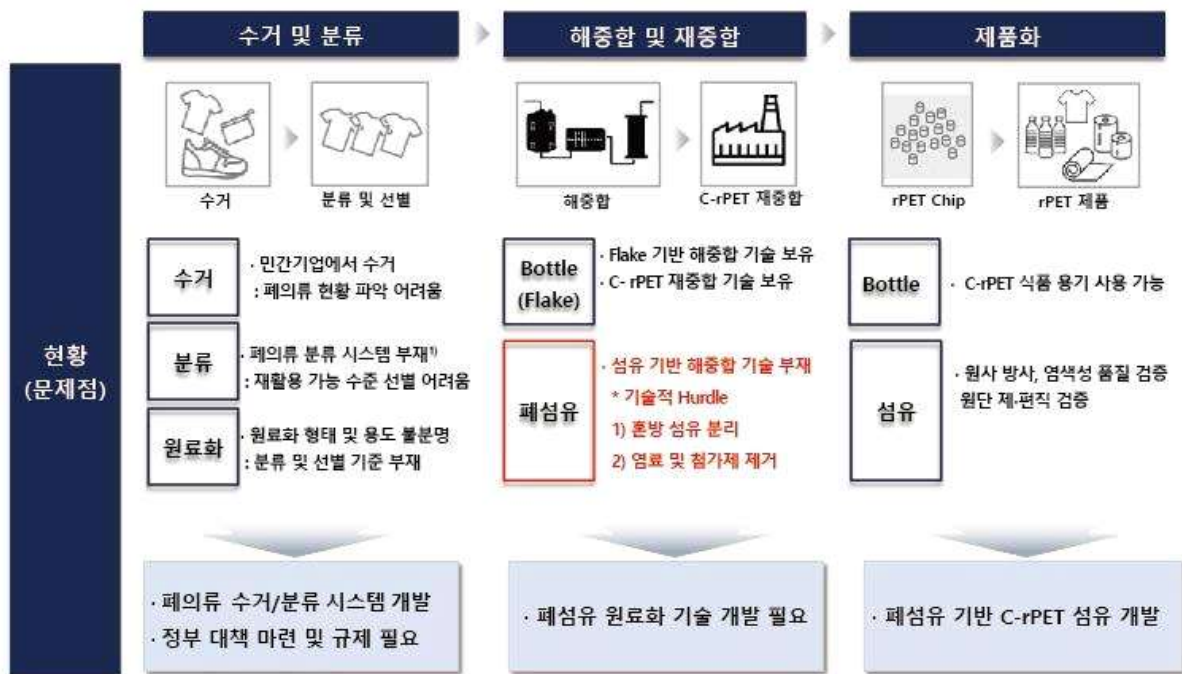 수거 및 분류
해중합 및 재중합
제품화
현황
(문제점)
수거
분류 및 선별
해중합
C-rPET 재중합
rPET Chip
rPET 제품
수거
· 민간기업에서 수거
: 폐의류 현황 파악 어려움
분류
· 폐의류 분류 시스템 부재¹⁾
: 재활용 가능 수준 선별 어려움
원료화
· 원료화 형태 및 용도 불분명
: 분류 및 선별 기준 부재
Bottle
(Flake)
· Flake 기반 해중합 기술 보유
· C- rPET 재중합 기술 보유
폐섬유
· 섬유 기반 해중합 기술 부재
* 기술적 Hurdle
1) 혼방 섬유 분리
2) 염료 및 첨가제 제거
Bottle
· C-rPET 식품 용기 사용 가능
섬유
· 원사 방사, 염색성 품질 검증
원단 제·편직 검증
· 폐의류 수거/분류 시스템 개발
· 정부 대책 마련 및 규제 필요
· 폐섬유 원료화 기술 개발 필요
· 폐섬유 기반 C-rPET 섬유 개발